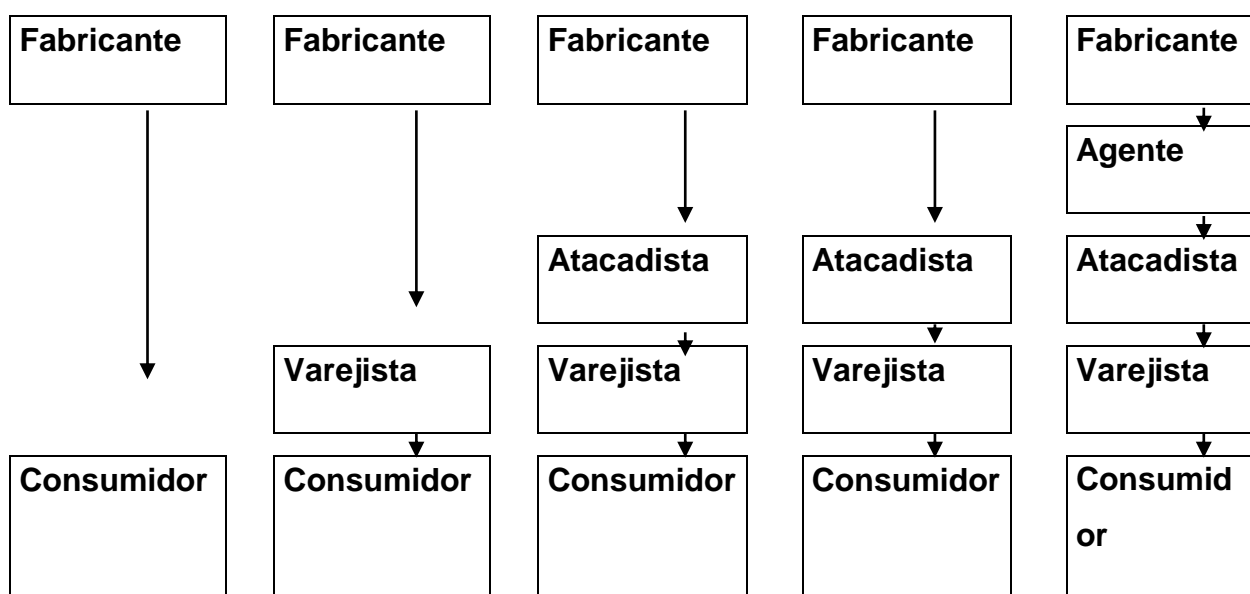 Fabricante
Fabricante
Fabricante
Fabricante
Fabricante
Agente
Atacadista
Atacadista
Atacadista
Varejista
Varejista
Varejista
Varejista
Consumidor
Consumidor
Consumidor
Consumidor
Consumid
or